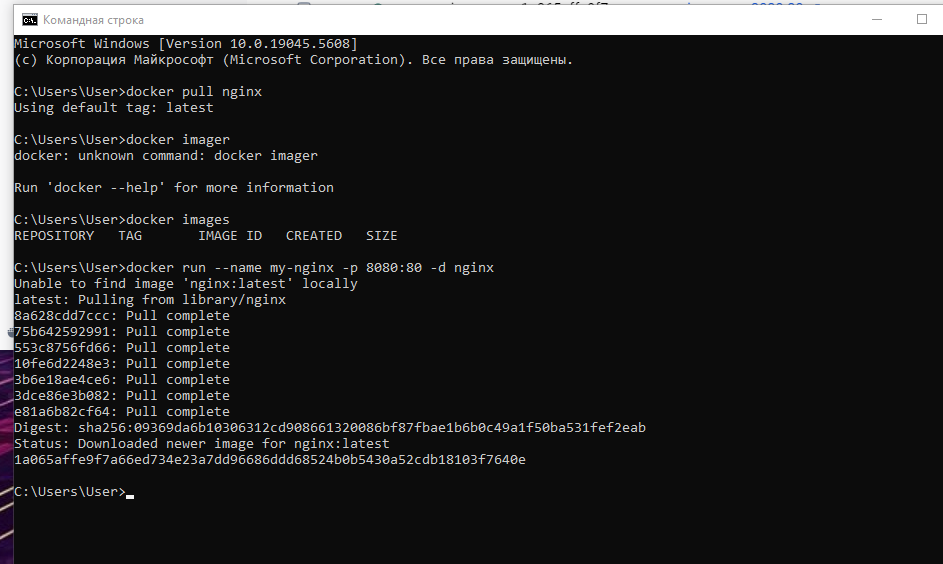 Командная строка
Microsoft Windows [Version 10.0.19045.5608]
(c) Корпорация Майкрософт (Microsoft Corporation). Все права защищены.
C:\Users\User>docker pull nginx
Using default tag: latest
C:\Users\User>docker imager
docker: unknown command: docker imager
Run 'docker --help' for more information
C:\Users\User>docker images
REPOSITORY   TAG       IMAGE ID   CREATED   SIZE
C:\Users\User>docker run --name my-nginx -p 8080:80 -d nginx
Unable to find image 'nginx:latest' locally
latest: Pulling from library/nginx
8a628cdd7ccc: Pull complete
75b642592991: Pull complete
553c8756fd66: Pull complete
10fe6d2248e3: Pull complete
3b6e18ae4ce6: Pull complete
3dce86e3b082: Pull complete
e81a6b82cf64: Pull complete
Digest: sha256:09369da6b10306312cd908661320086bf87fbae1b6b0c49a1f50ba531fef2eab
Status: Downloaded newer image for nginx:latest
1a065affe9f7a66ed734e23a7dd96686ddd68524b0b5430a52cdb18103f7640e
C:\Users\User>